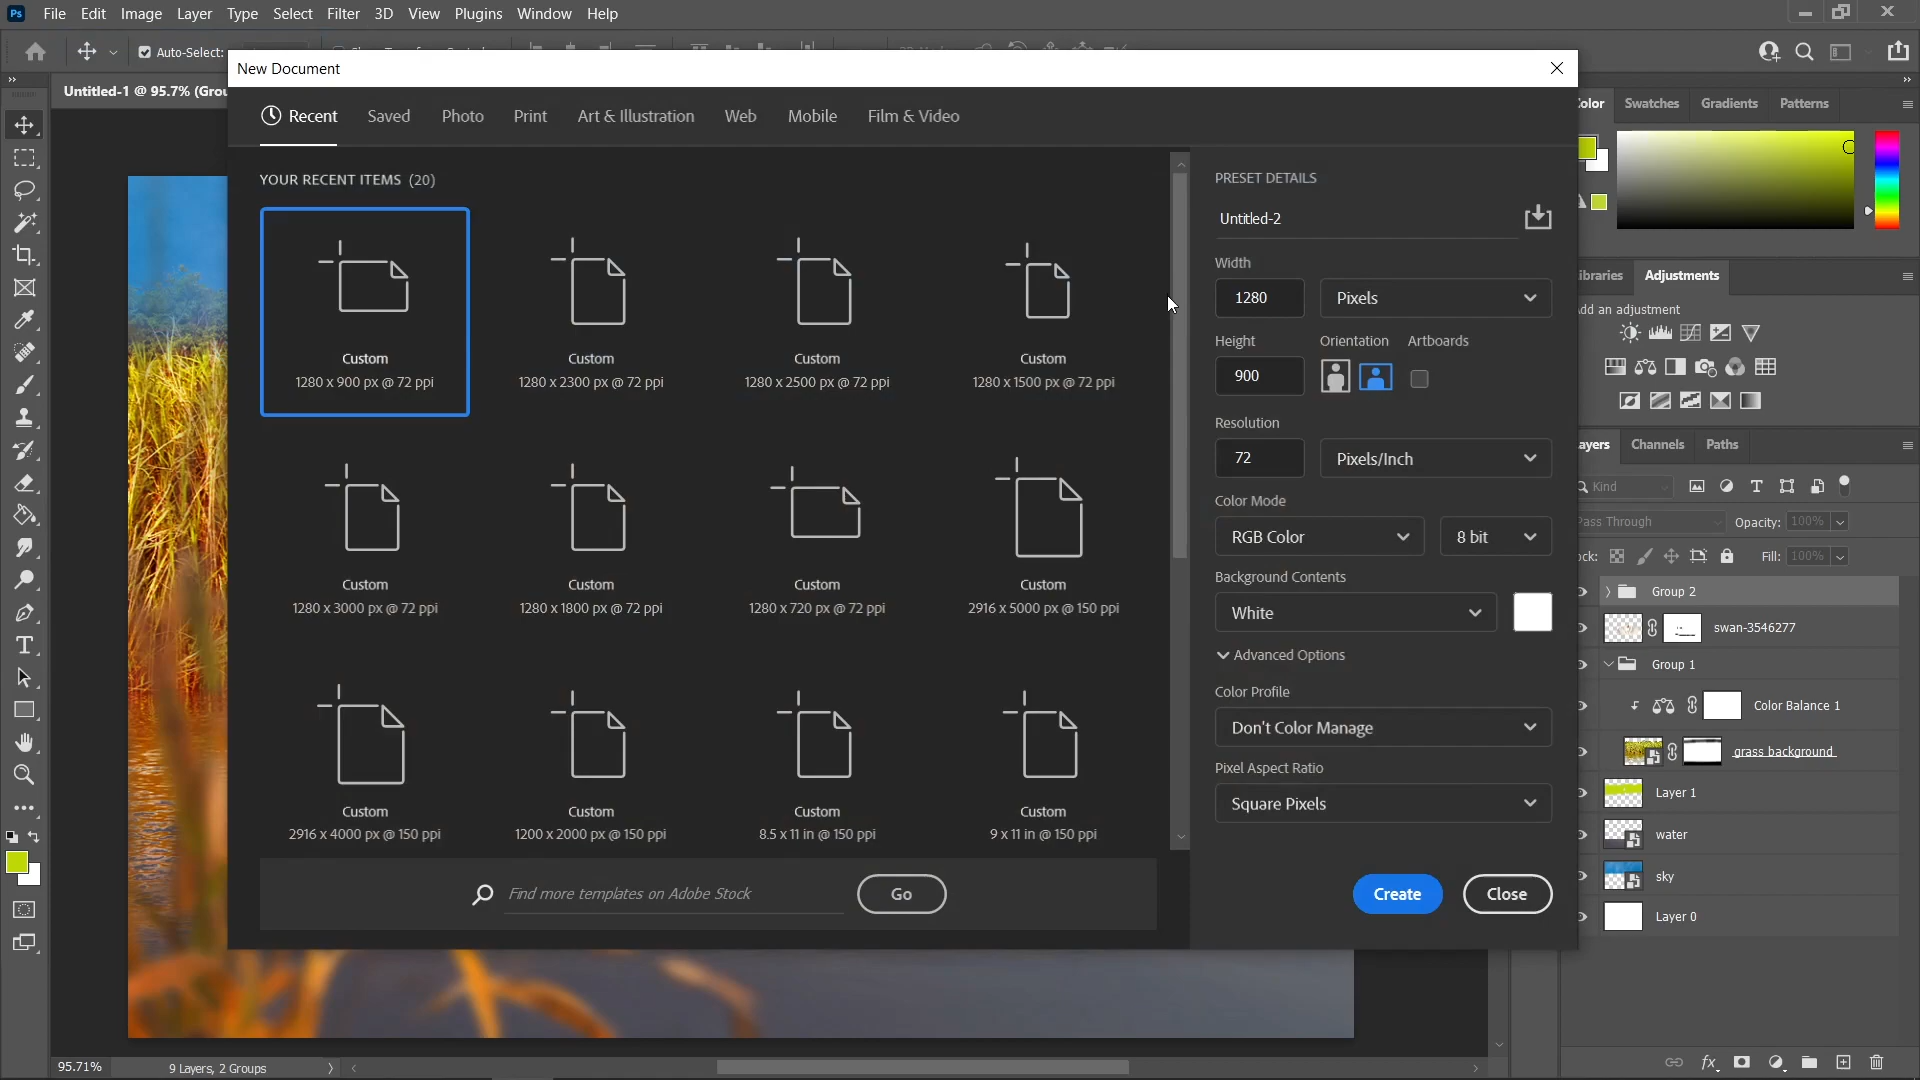 Ps File Edit Image Layer Type Select Filter 3D View Plugins Window Help
Auto-Select:
Untitled-1 @ 95.7% (Grou
New Document
Recent Saved Photo Print Art & Illustration Web Mobile Film & Video
YOUR RECENT ITEMS (20)
Custom
1280 x 900 px @ 72 ppi
Custom
1280 x 2300 px @ 72 ppi
Custom
1280 x 2500 px @ 72 ppi
Custom
1280 x 1500 px @ 72 ppi
Custom
1280 x 3000 px @ 72 ppi
Custom
1280 x 1800 px @ 72 ppi
Custom
1280 x 720 px @ 72 ppi
Custom
2916 x 5000 px @ 150 ppi
Custom
2916 x 4000 px @ 150 ppi
Custom
1200 x 2000 px @ 150 ppi
Custom
8.5 x 11 in @ 150 ppi
Custom
9 x 11 in @ 150 ppi
Find more templates on Adobe Stock
Go
PRESET DETAILS
Untitled-2
Width
1280 Pixels
Height Orientation Artboards
900
Resolution
72 Pixels/Inch
Color Mode
RGB Color 8 bit
Background Contents
White
Advanced Options
Color Profile
Don't Color Manage
Pixel Aspect Ratio
Square Pixels
Create Close
olor Swatches Gradients Patterns
ibraries Adjustments
dd an adjustment
ayers Channels Paths
Kind
Pass Through Opacity: 100%
ock: Fill: 100%
Group 2
swan-3546277
Group 1
Color Balance 1
grass background
Layer 1
water
sky
Layer 0
fx
95.71% 9 Layers, 2 Groups